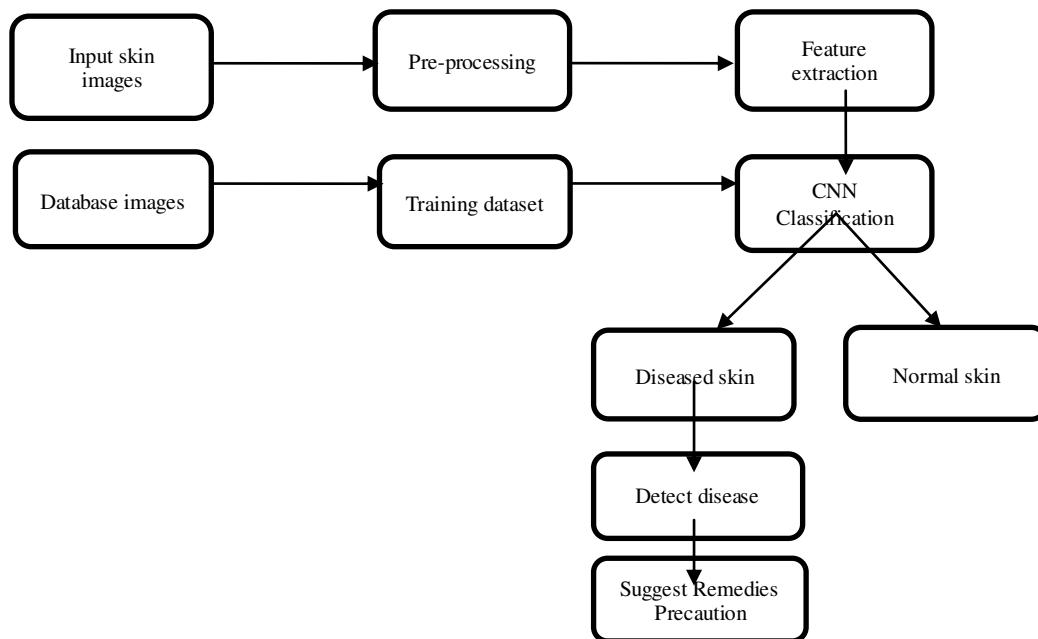 Input skin
images
Pre-processing
Feature
extraction
Database images
Training dataset
CNN
Classification
Diseased skin
Normal skin
Detect disease
Suggest Remedies
Precaution